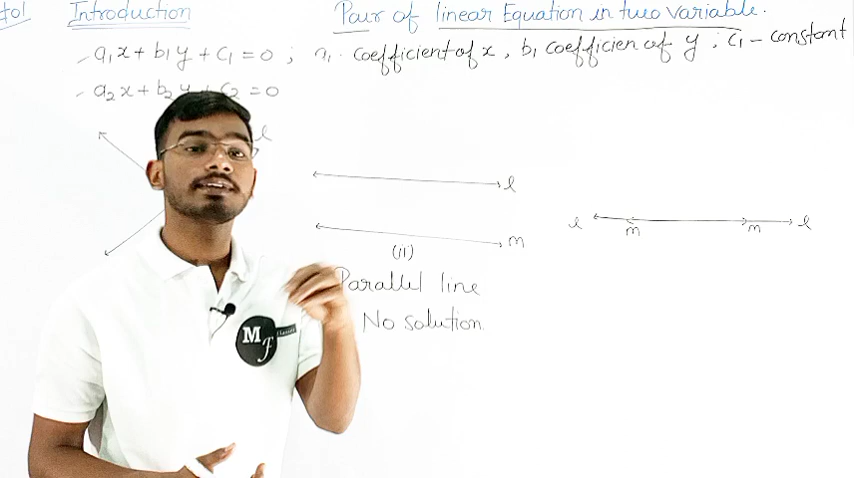 Introduction
Pair of linear Equation in two variable.
a₁x + b₁y + c₁ = 0 ; a₁ . coefficient of x , b₁ coefficien of y ; c₁ - constant
a₂x + b₂y + c₂ = 0
l
l
m
(ii)
l
m
m
l
Parallel line
No solution
M
F